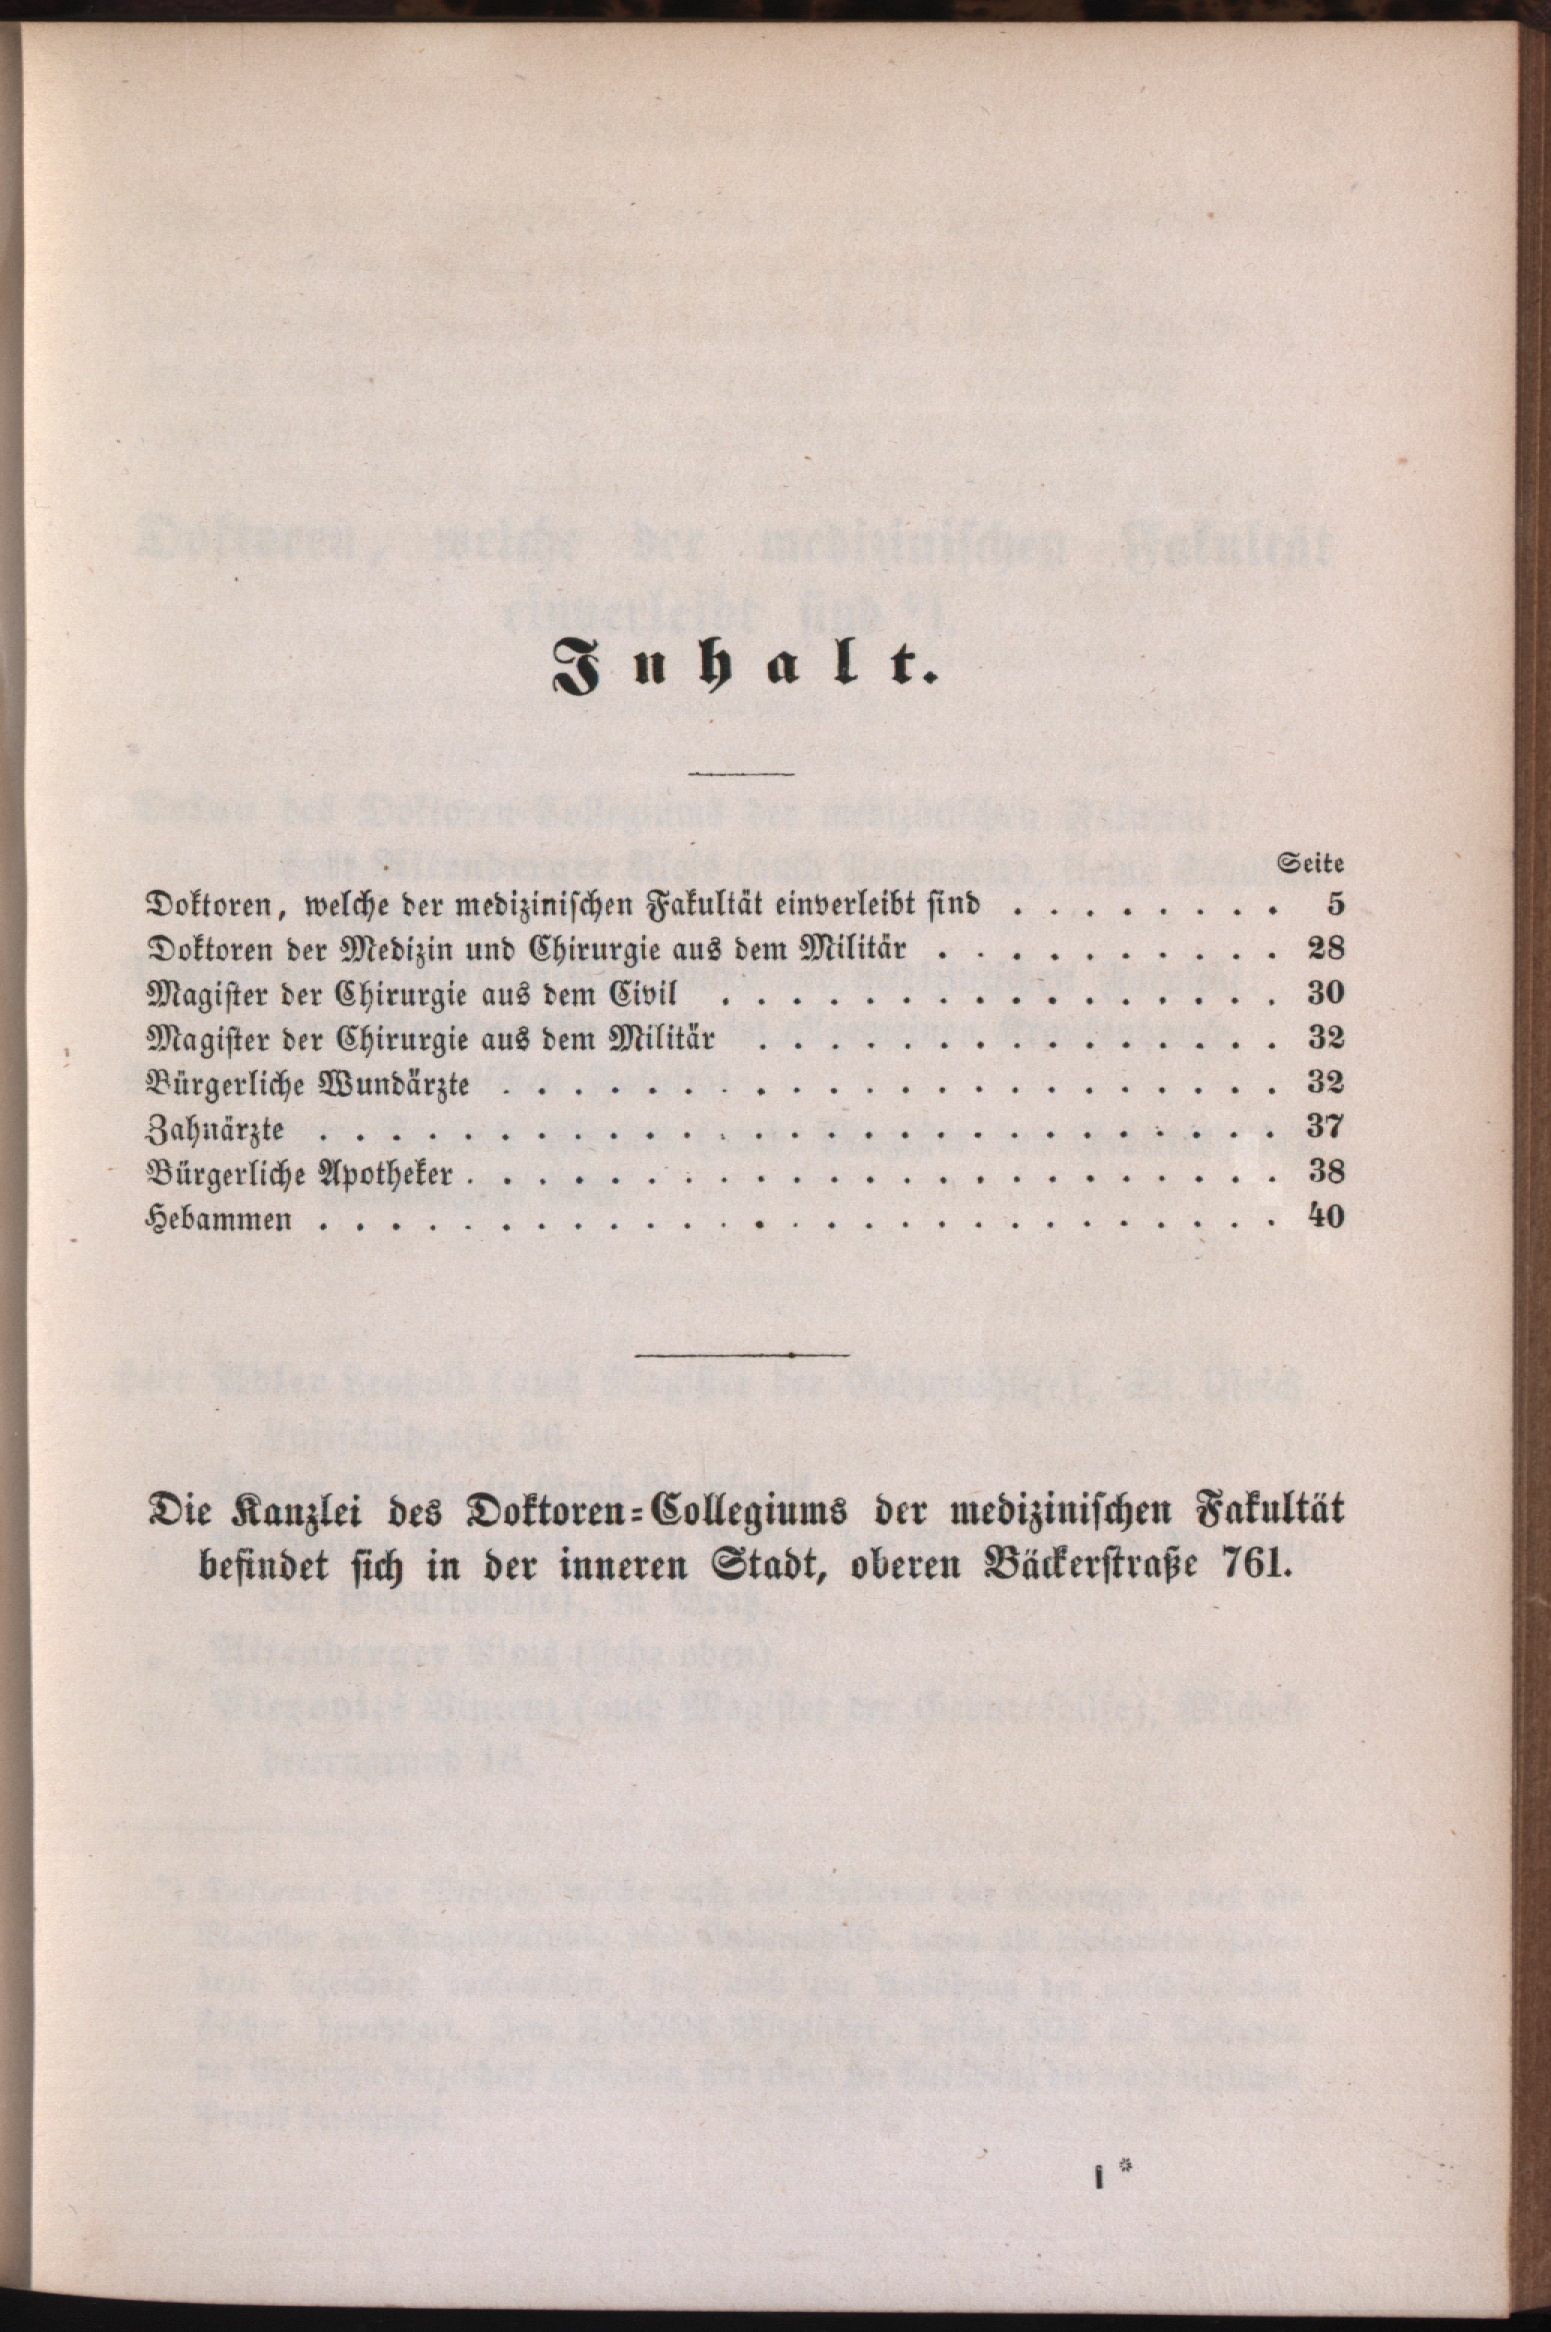 Inhalt.
Seite
Doktoren, welche der medizinischen Fakultät einverleibt sind . . . . . . . . 5
Doktoren der Medizin und Chirurgie aus dem Militär . . . . . . . . . . 28
Magister der Chirurgie aus dem Civil . . . . . . . . . . . . . . . . 30
Magister der Chirurgie aus dem Militär . . . . . . . . . . . . . . . 32
Bürgerliche Wundärzte . . . . . . . . . . . . . . . . . . . . . . 32
Zahnärzte . . . . . . . . . . . . . . . . . . . . . . . . . . . 37
Bürgerliche Apotheker . . . . . . . . . . . . . . . . . . . . . . . 38
Hebammen . . . . . . . . . . . . . . . . . . . . . . . . . . . 40
Die Kanzlei des Doktoren-Collegiums der medizinischen Fakultät
befindet sich in der inneren Stadt, oberen Bäckerstraße 761.
1*